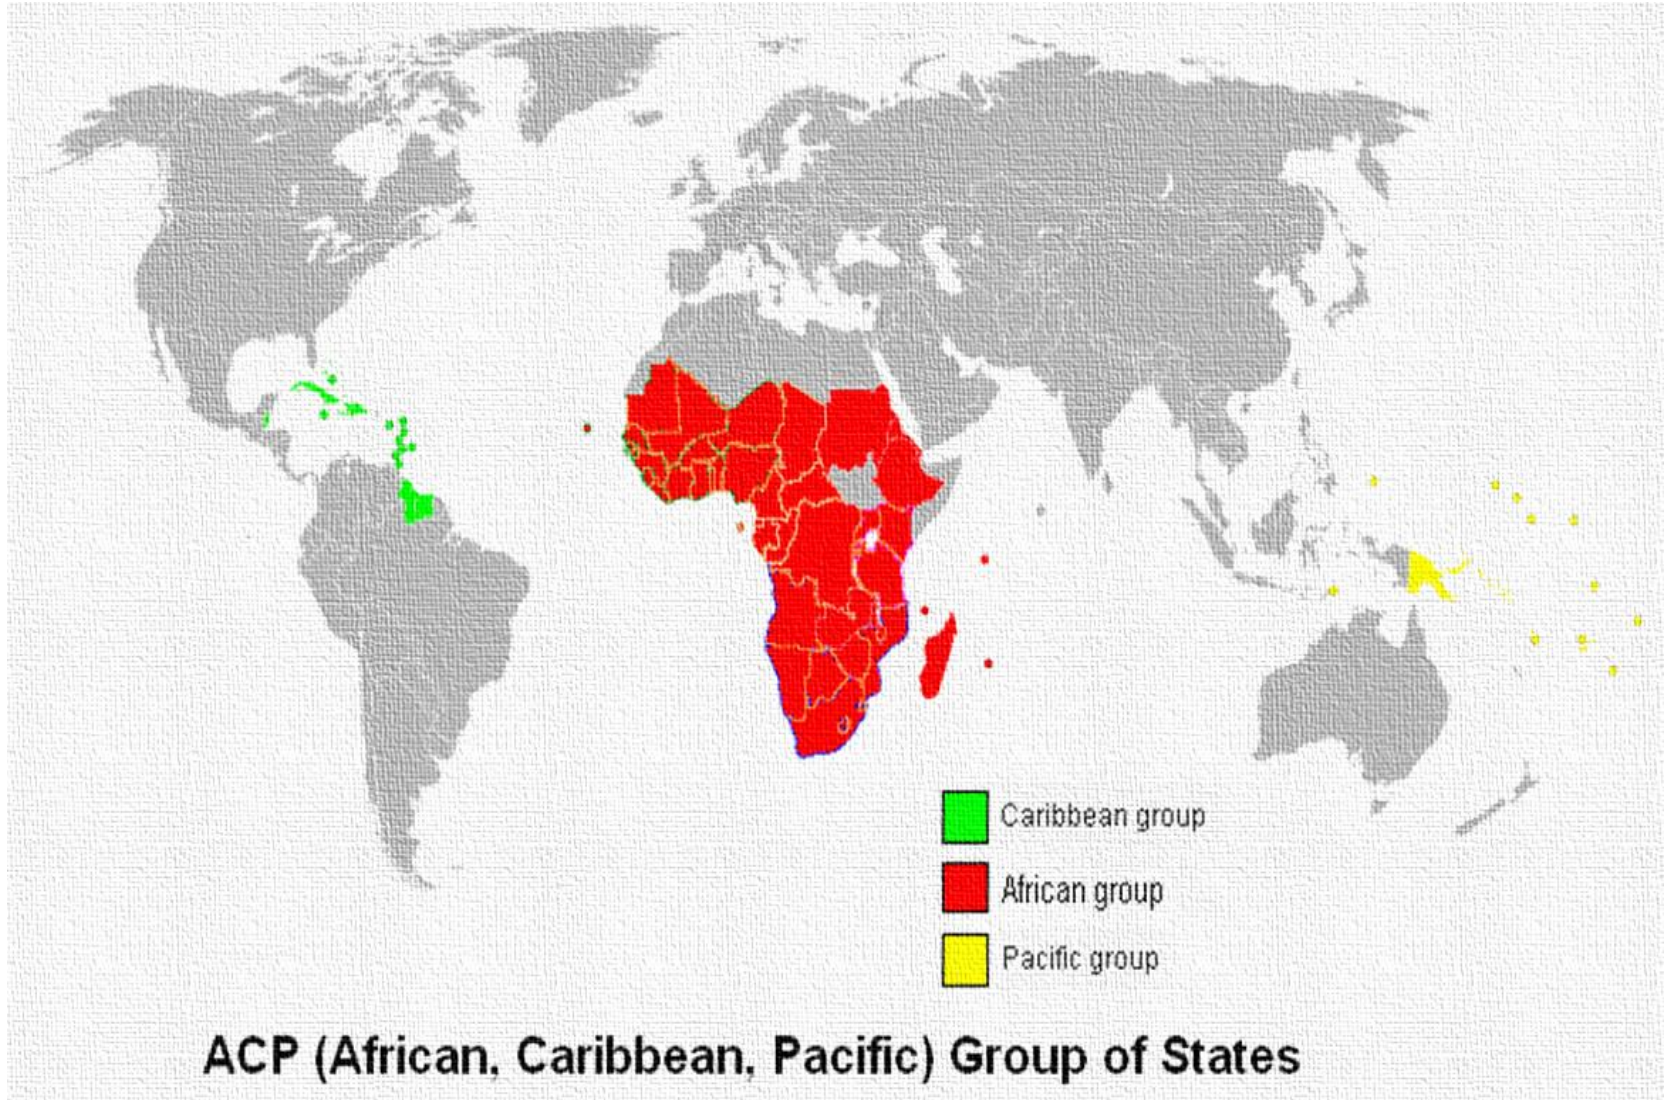 Caribbean group
African group
Pacific group
ACP (African, Caribbean, Pacific) Group of States